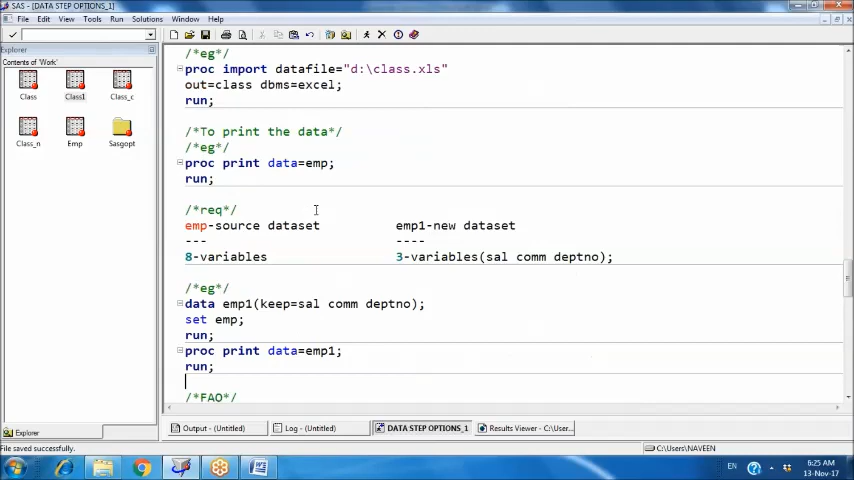 SAS - [DATA STEP OPTIONS_1]
File Edit View Tools Run Solutions Window Help
Explorer
Contents of 'Work'
Class Class1 Class_c
Class_n Emp Sasgopt
/*eg*/
proc import datafile="d:\class.xls"
out=class dbms=excel;
run;
/*To print the data*/
/*eg*/
proc print data=emp;
run;
/*req*/
emp-source dataset emp1-new dataset
--- ----
8-variables 3-variables(sal comm deptno);
/*eg*/
data emp1(keep=sal comm deptno);
set emp;
run;
proc print data=emp1;
run;
/*FAQ*/
Explorer
Output - (Untitled) Log - (Untitled) DATA STEP OPTIONS_1 Results Viewer - C:\User...
File saved successfully. C:\Users\NAVEEN
EN 6:25 AM
13-Nov-17